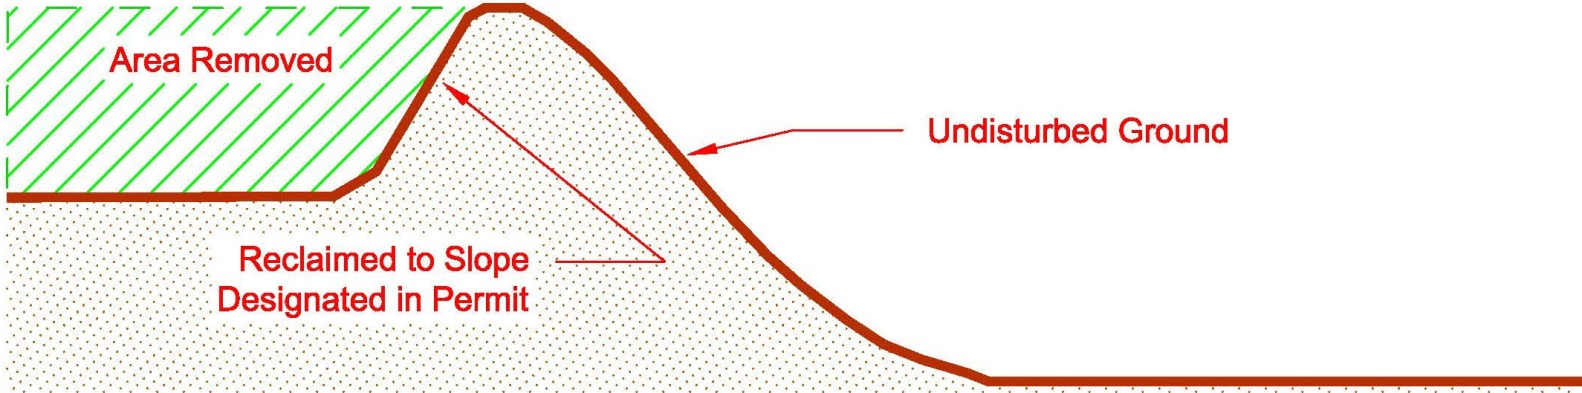 Area Removed
Undisturbed Ground
Reclaimed to Slope
Designated in Permit